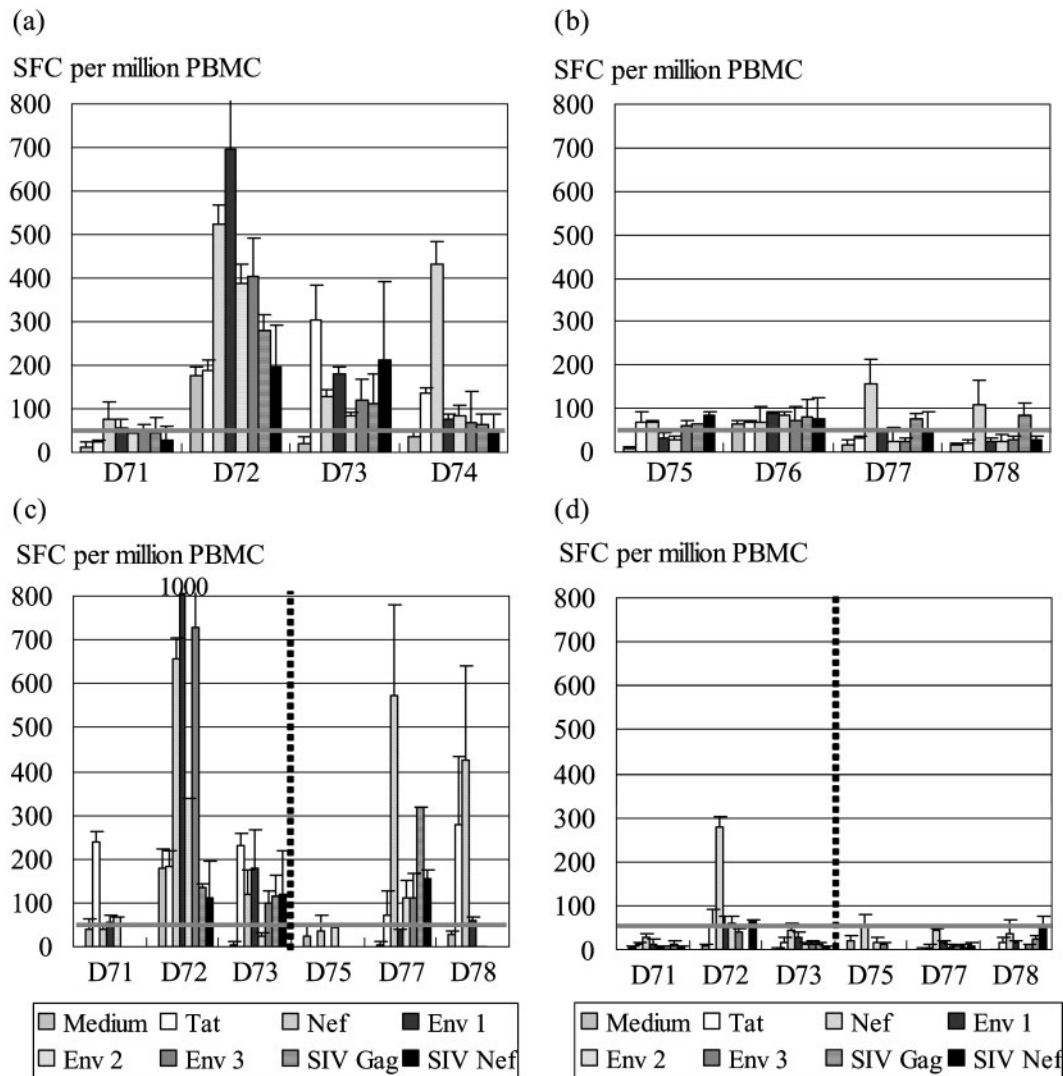 (a)
SFC per million PBMC
800
700
600
500
400
300
200
100
0
D71 D72 D73 D74
(b)
SFC per million PBMC
800
700
600
500
400
300
200
100
0
D75 D76 D77 D78
(c)
SFC per million PBMC
1000
800
700
600
500
400
300
200
100
0
D71 D72 D73 D75 D77 D78
Medium Tat Nef Env 1
Env 2 Env 3 SIV Gag SIV Nef
(d)
SFC per million PBMC
800
700
600
500
400
300
200
100
0
D71 D72 D73 D75 D77 D78
Medium Tat Nef Env 1
Env 2 Env 3 SIV Gag SIV Nef